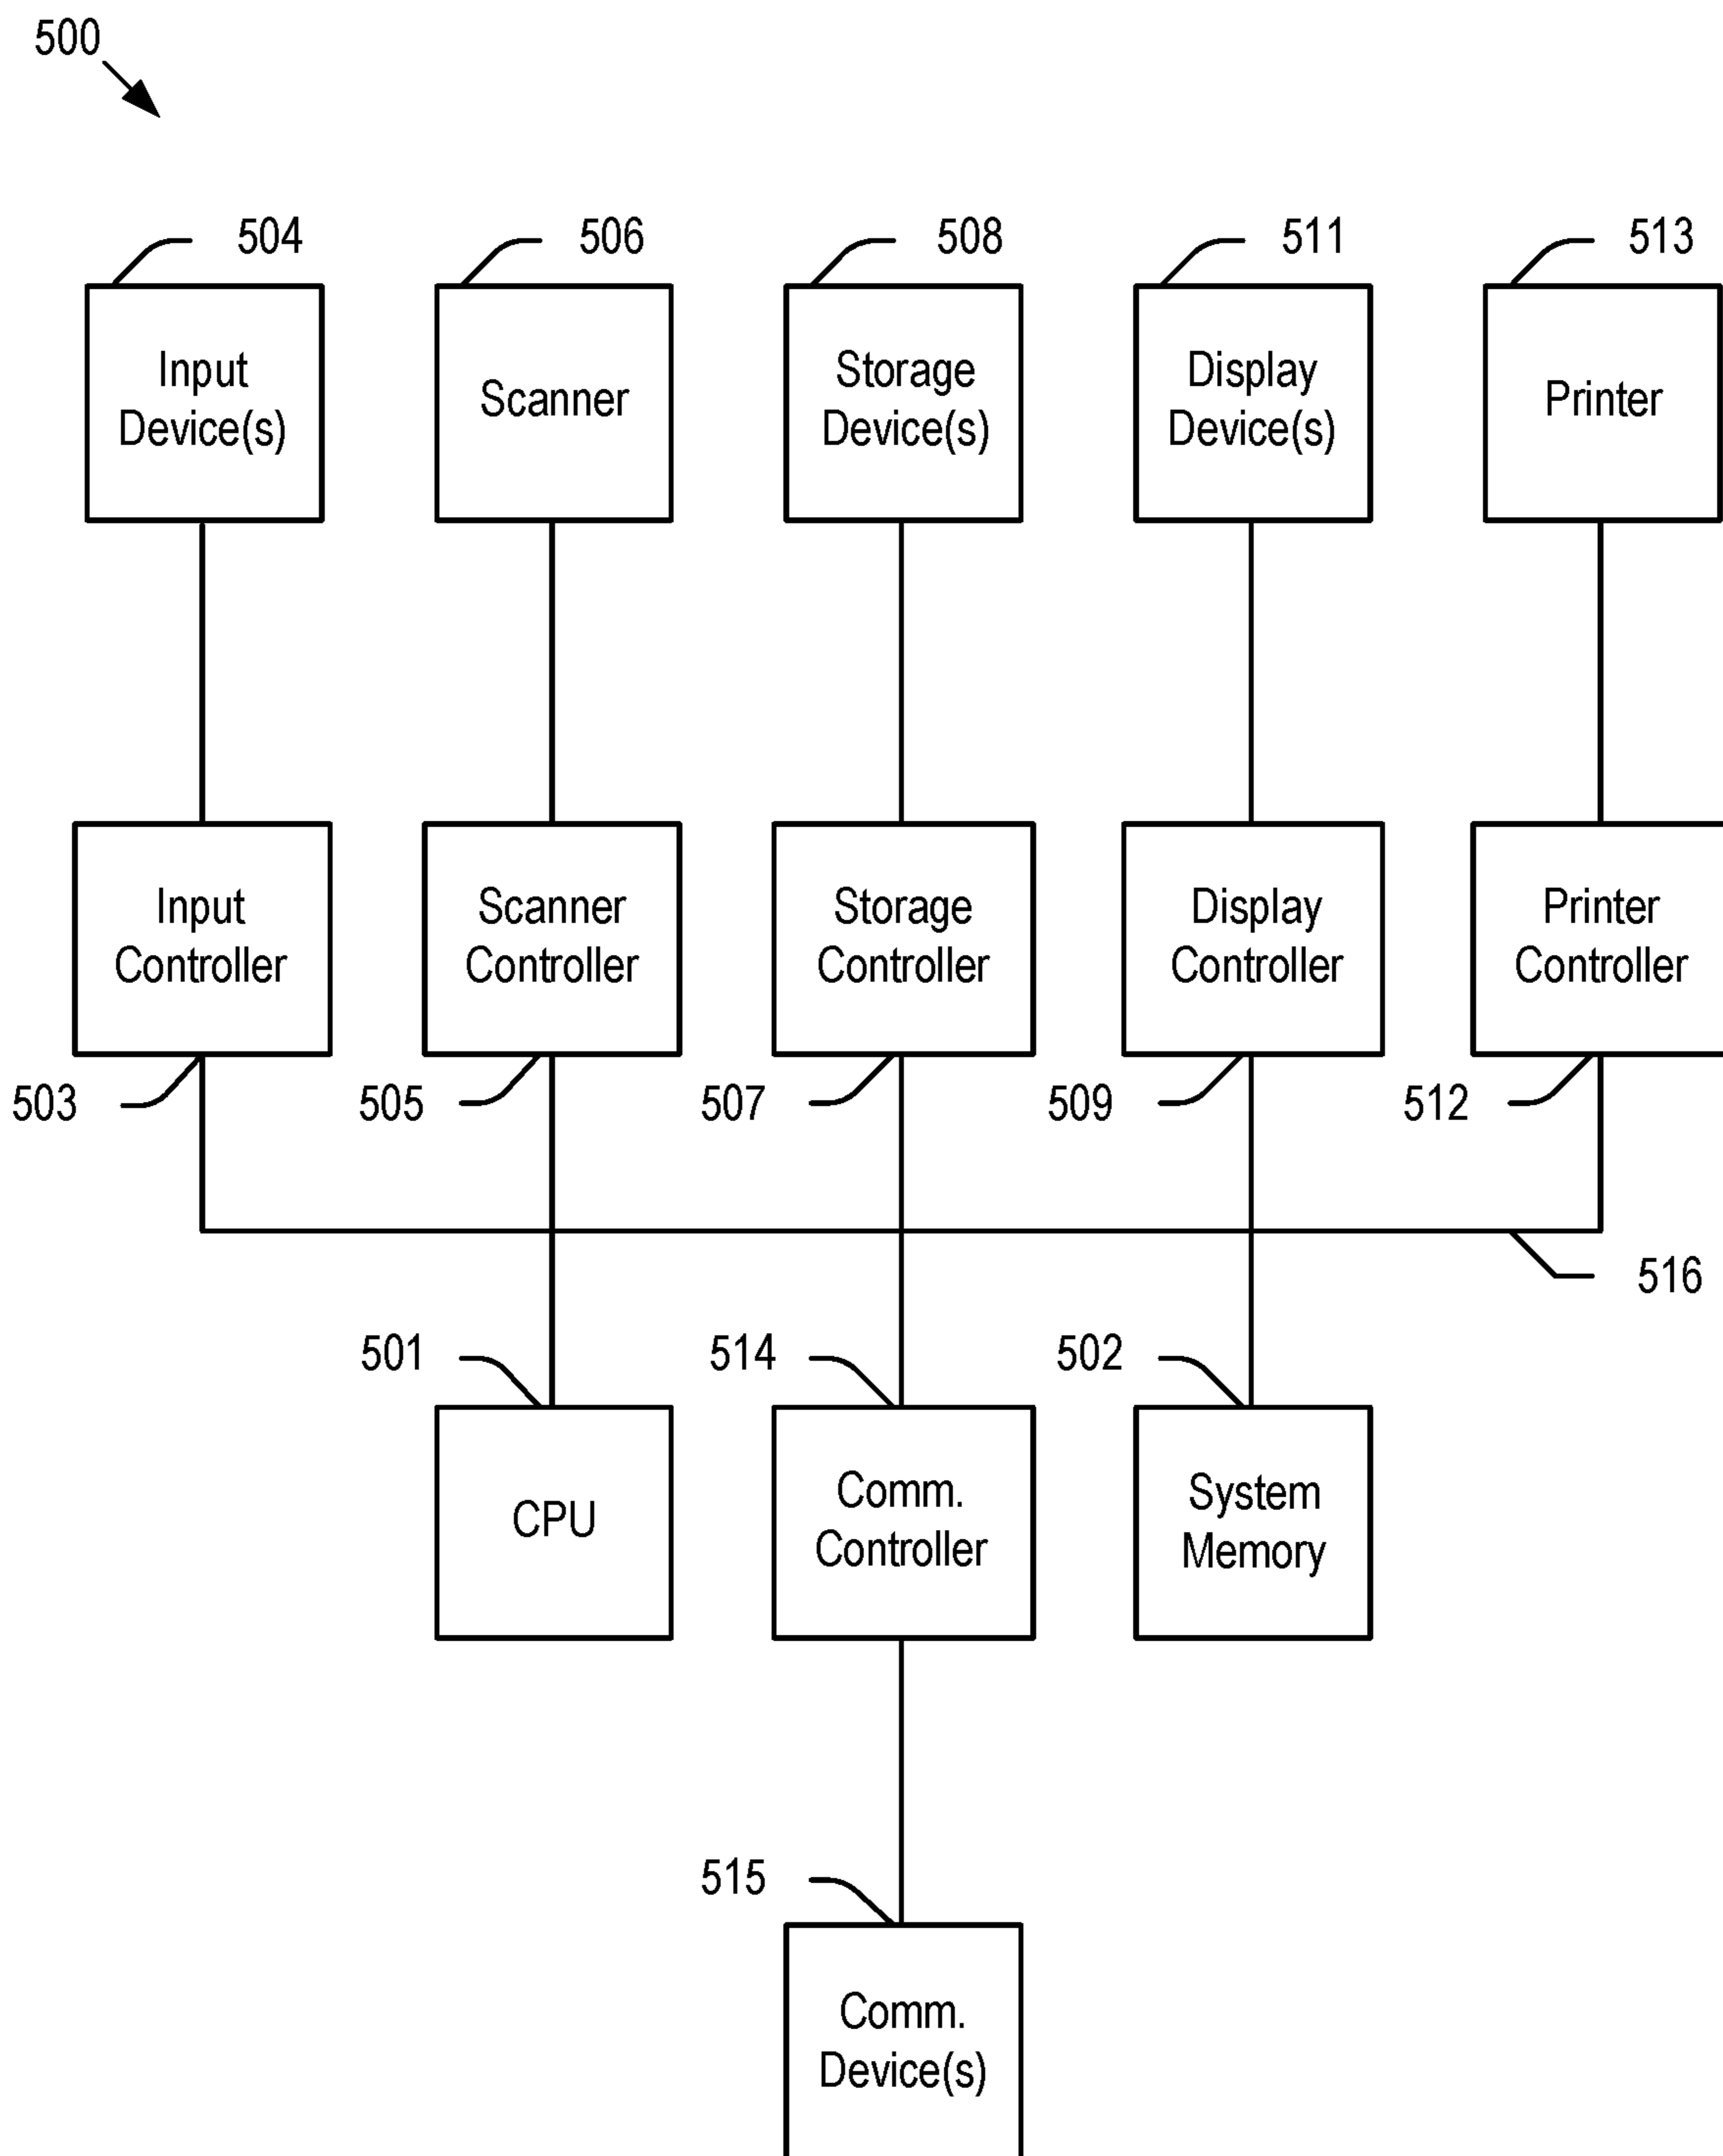 500
504
506
508
511
513
Input
Device(s)
Scanner
Storage
Device(s)
Display
Device(s)
Printer
Input
Controller
Scanner
Controller
Storage
Controller
Display
Controller
Printer
Controller
503
505
507
509
512
516
501
514
502
CPU
Comm.
Controller
System
Memory
515
Comm.
Device(s)